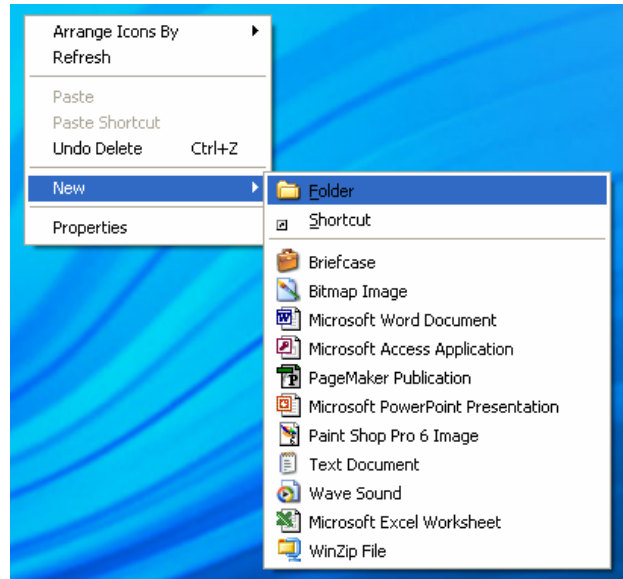 Arrange Icons By
Refresh
Paste
Paste Shortcut
Undo Delete Ctrl+Z
New
Properties
Folder
Shortcut
Briefcase
Bitmap Image
Microsoft Word Document
Microsoft Access Application
PageMaker Publication
Microsoft PowerPoint Presentation
Paint Shop Pro 6 Image
Text Document
Wave Sound
Microsoft Excel Worksheet
WinZip File